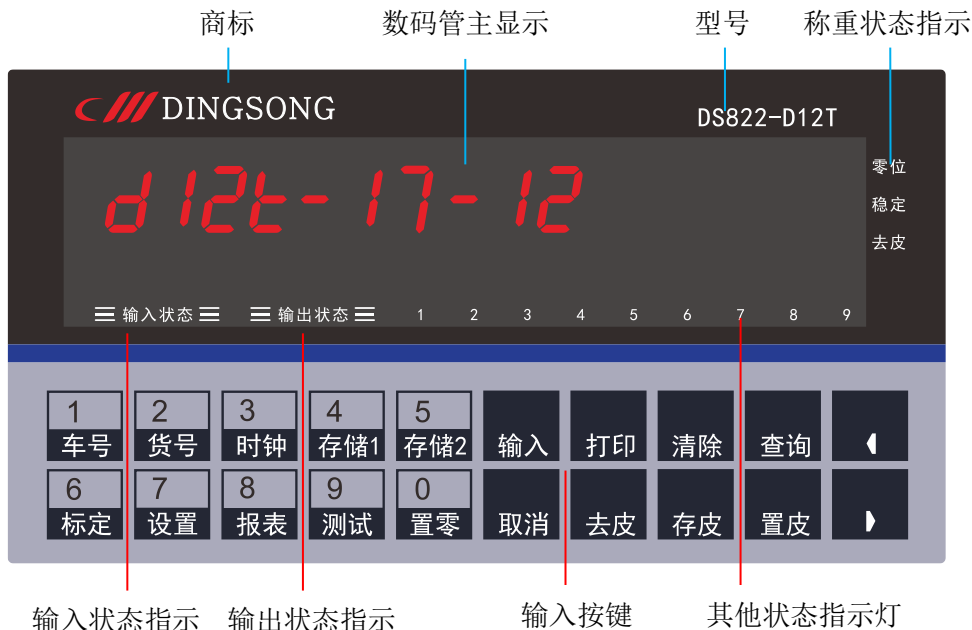 商标 数码管主显示 型号 称重状态指示
DINGSONG DS822-D12T
d12t-17-12
零位
稳定
去皮
输入状态 输出状态 1 2 3 4 5 6 7 8 9
1 2 3 4 5
车号 货号 时钟 存储1 存储2 输入 打印 清除 查询
6 7 8 9 0
标定 设置 报表 测试 置零 取消 去皮 存皮 置皮
输入状态指示 输出状态指示 输入按键 其他状态指示灯